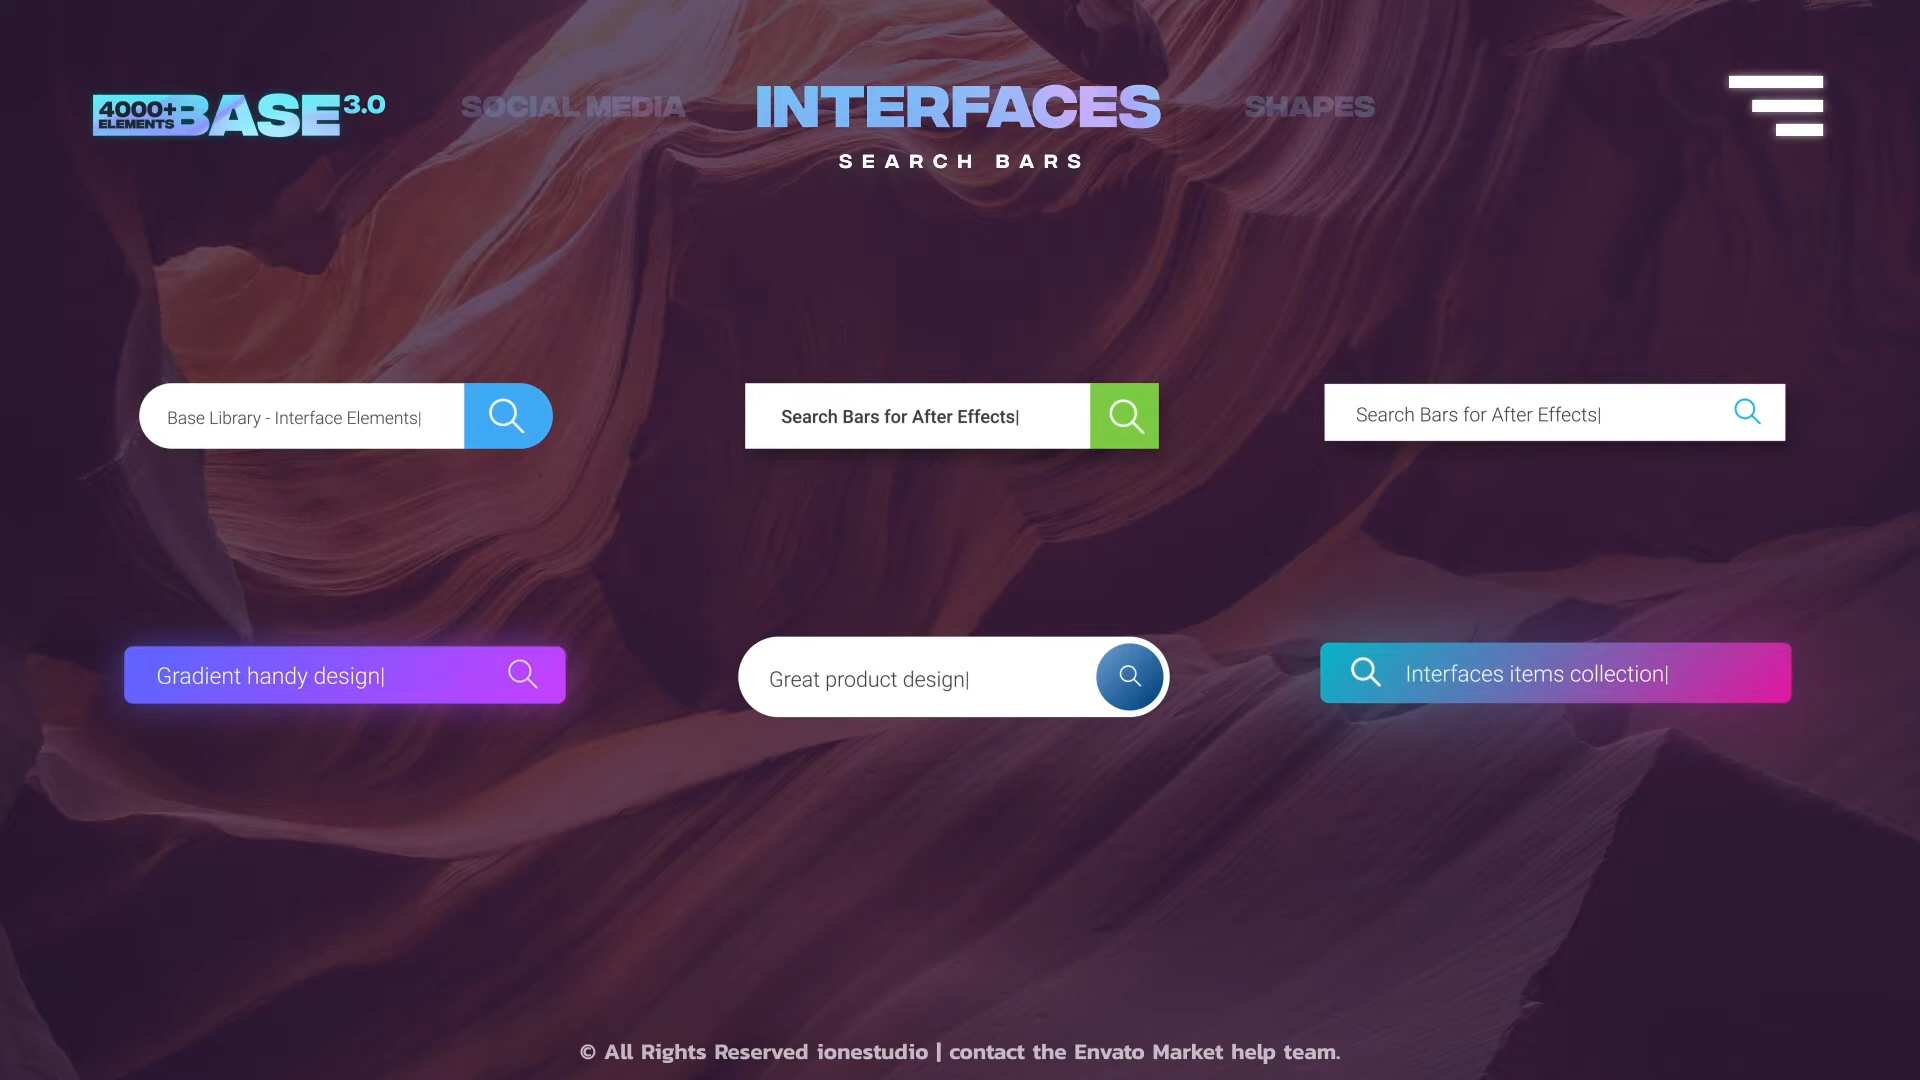 4000+
ELEMENTS
BASE 3.0
SOCIAL MEDIA
INTERFACES
SHAPES
SEARCH BARS
Base Library - Interface Elements|
Search Bars for After Effects|
Search Bars for After Effects|
Gradient handy design|
Great product design|
Interfaces items collection|
© All Rights Reserved ionestudio | contact the Envato Market help team.